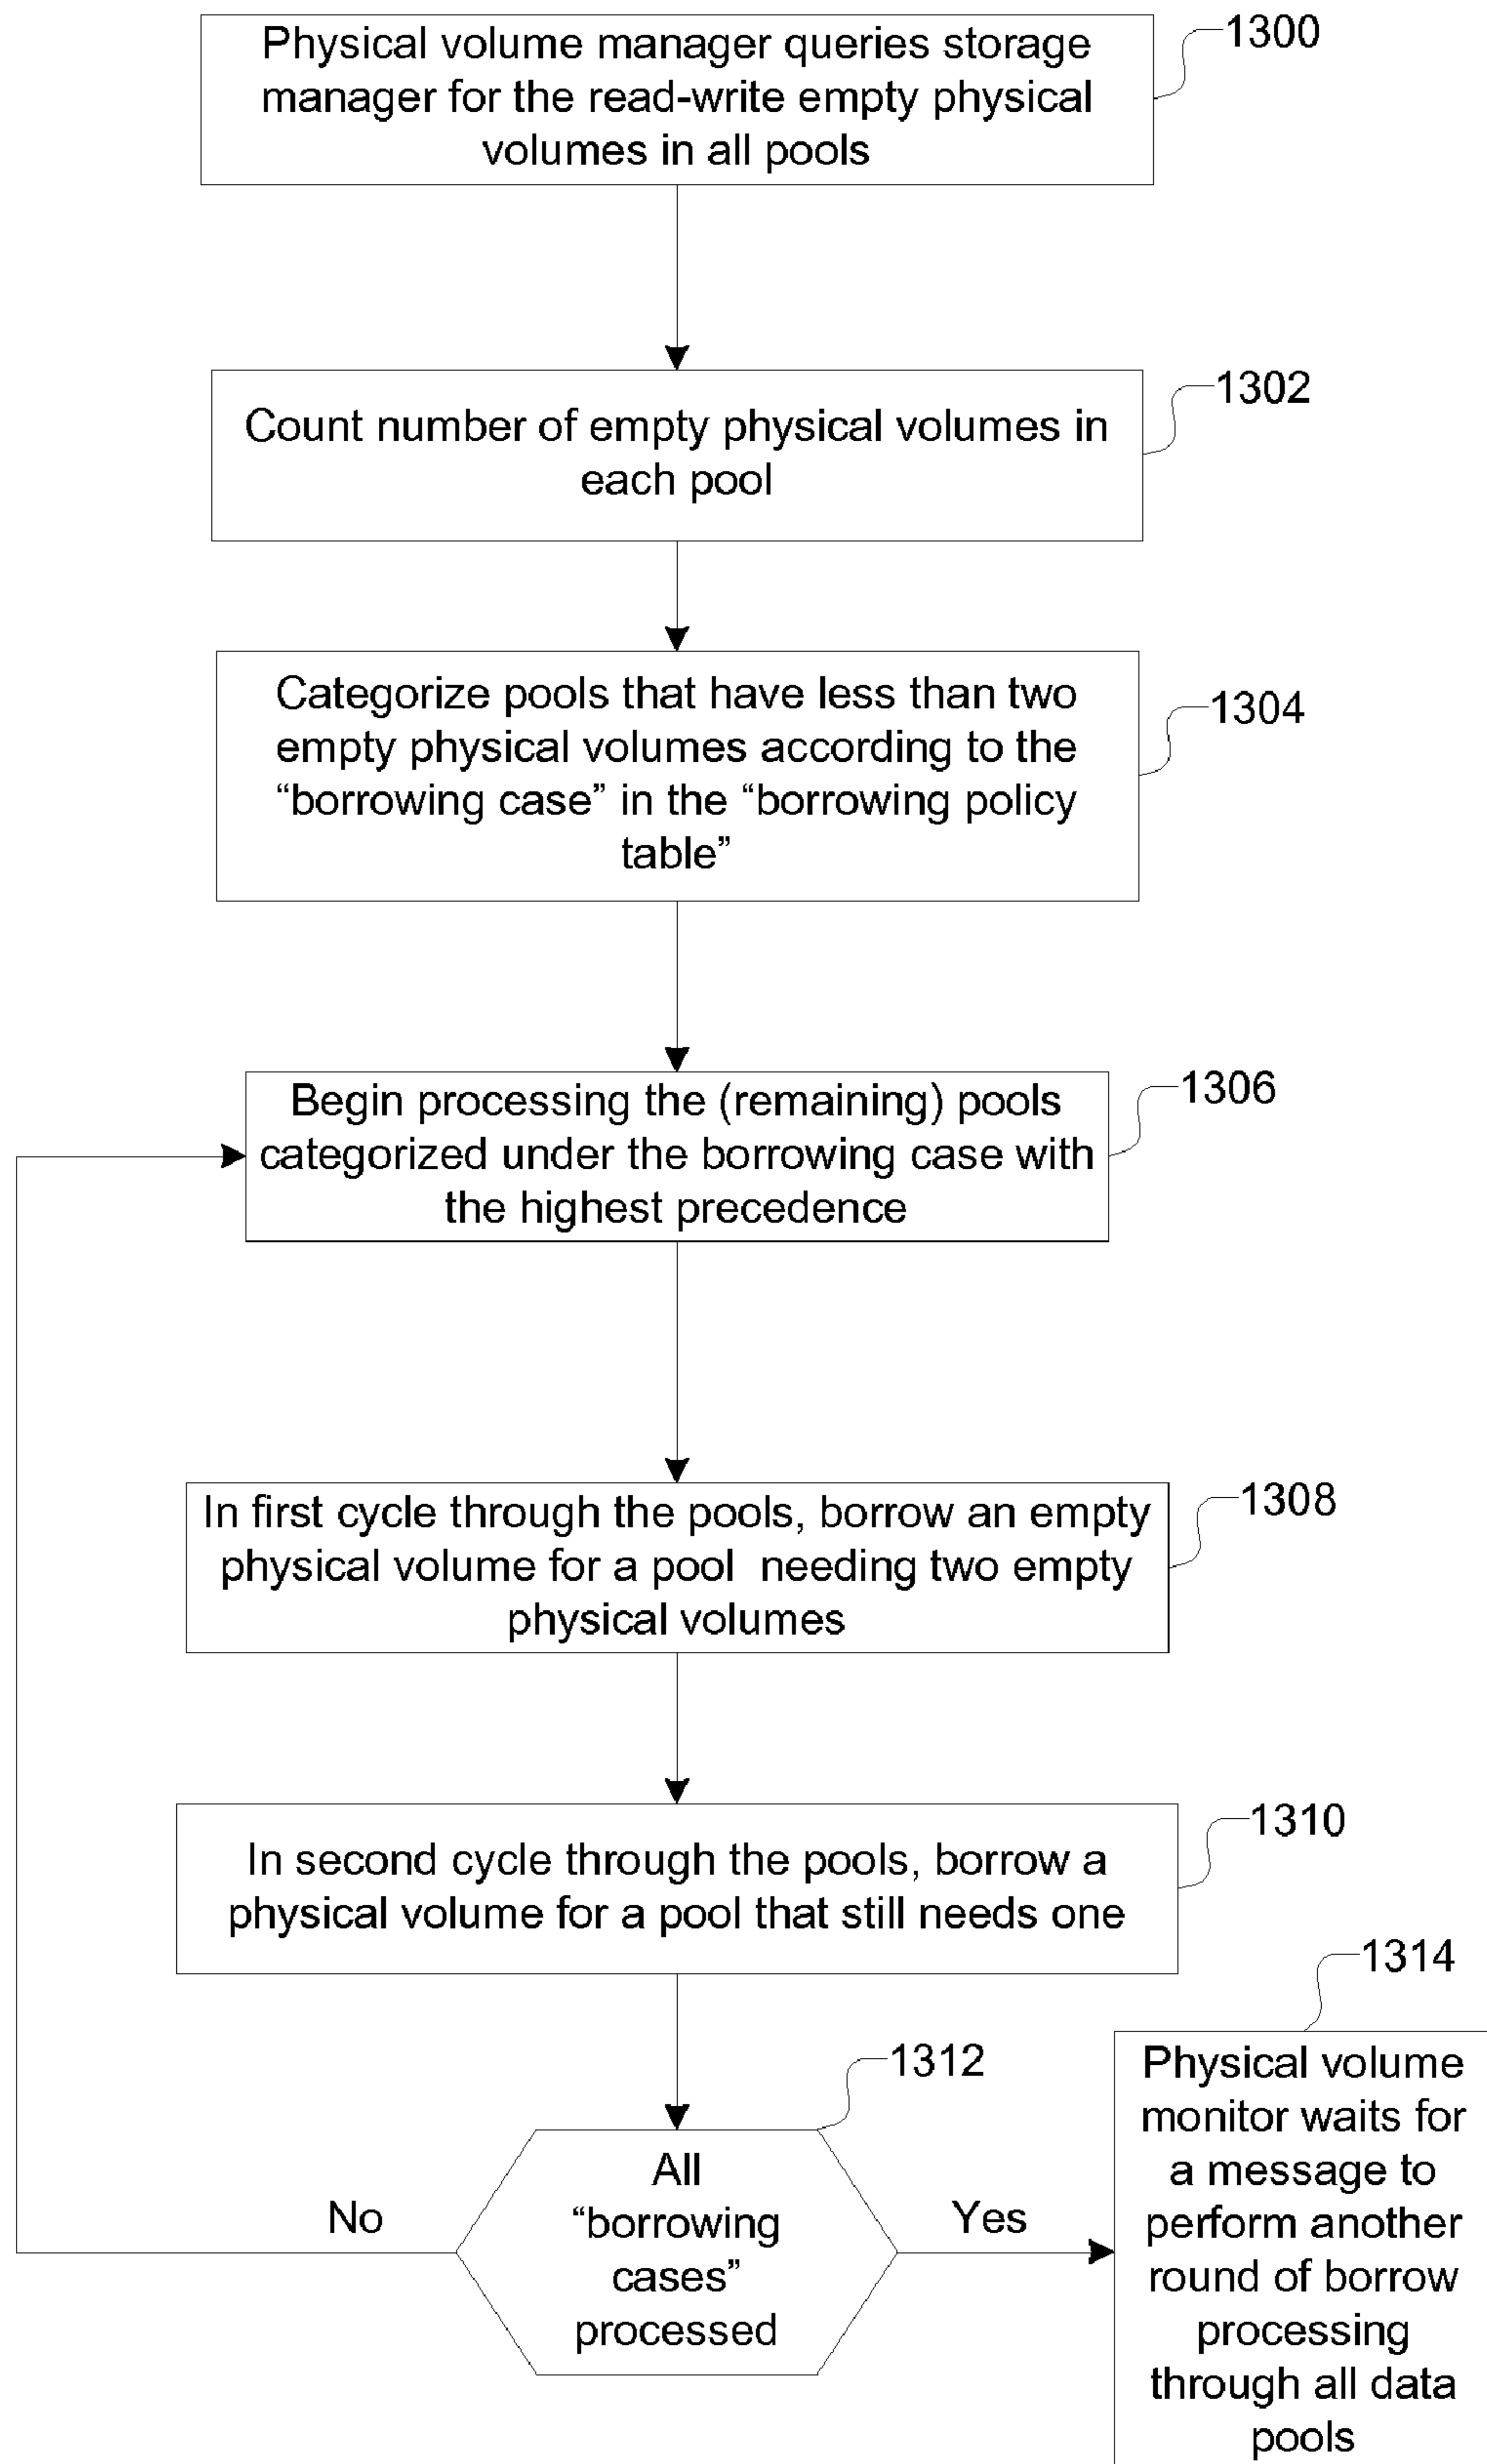 Physical volume manager queries storage
manager for the read-write empty physical
volumes in all pools
1300
Count number of empty physical volumes in
each pool
1302
Categorize pools that have less than two
empty physical volumes according to the
“borrowing case” in the “borrowing policy
table”
1304
Begin processing the (remaining) pools
categorized under the borrowing case with
the highest precedence
1306
In first cycle through the pools, borrow an empty
physical volume for a pool needing two empty
physical volumes
1308
In second cycle through the pools, borrow a
physical volume for a pool that still needs one
1310
All
“borrowing
cases”
processed
1312
No
Yes
Physical volume
monitor waits for
a message to
perform another
round of borrow
processing
through all data
pools
1314